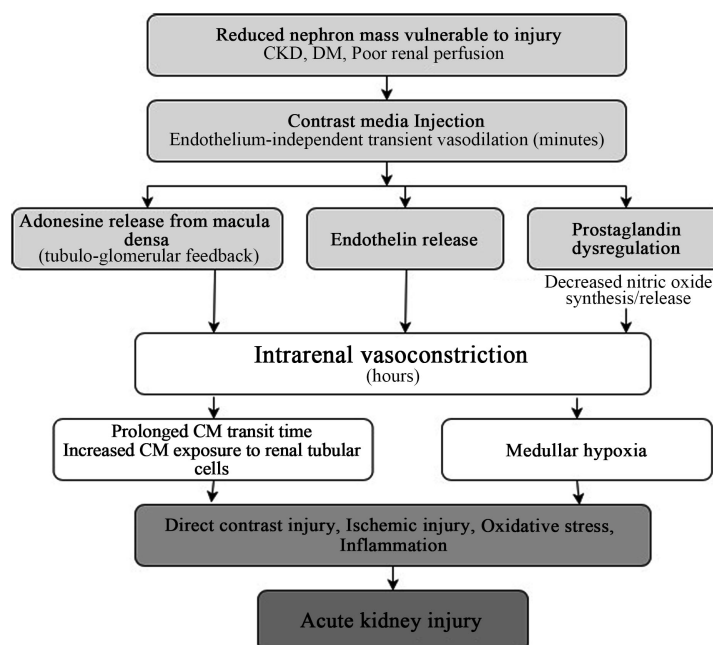 Reduced nephron mass vulnerable to injury
CKD, DM, Poor renal perfusion
Contrast media Injection
Endothelium-independent transient vasodilation (minutes)
Adonesine release from macula
densa
(tubulo-glomerular feedback)
Endothelin release
Prostaglandin
dysregulation
Decreased nitric oxide
synthesis/release
Intrarenal vasoconstriction
(hours)
Prolonged CM transit time
Increased CM exposure to renal tubular
cells
Medullar hypoxia
Direct contrast injury, Ischemic injury, Oxidative stress,
Inflammation
Acute kidney injury